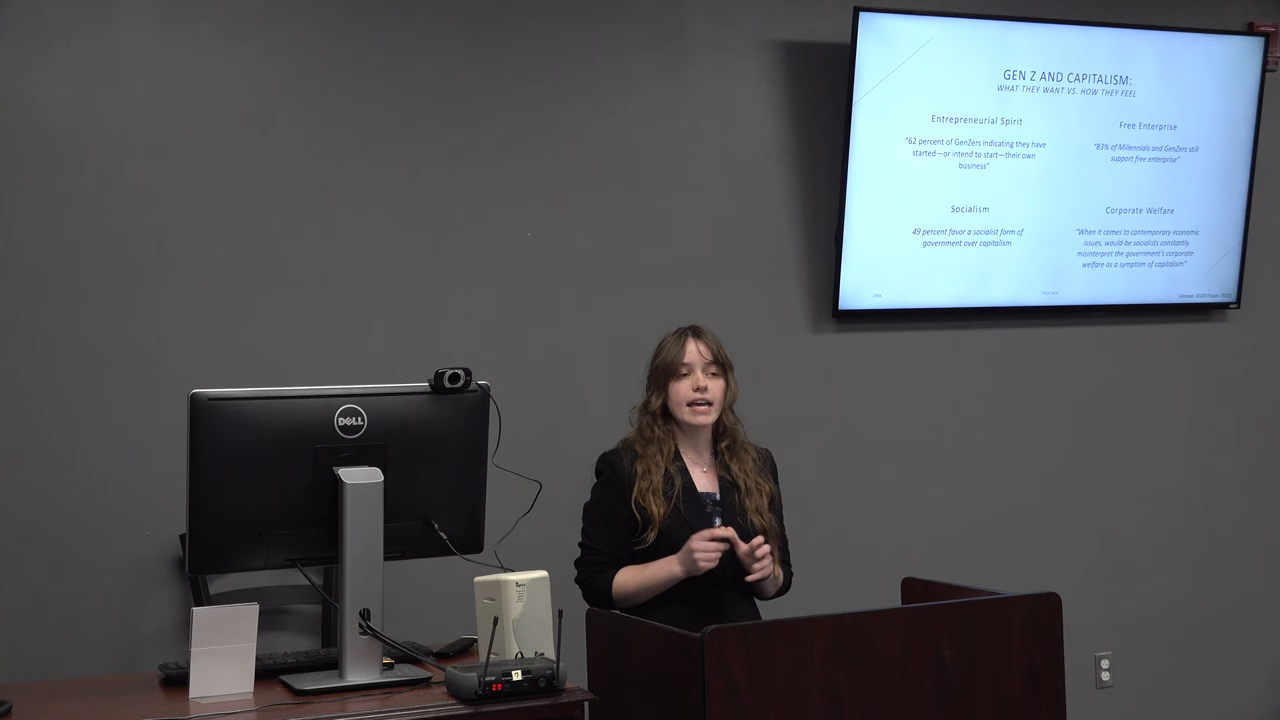 GEN Z AND CAPITALISM:
WHAT THEY WANT VS. HOW THEY FEEL
Entrepreneurial Spirit
"62 percent of GenZers indicating they have
started—or intend to start—their own
business"
Free Enterprise
"83% of Millennials and GenZers still
support free enterprise"
Socialism
49 percent favor a socialist form of
government over capitalism
Corporate Welfare
"When it comes to contemporary economic
issues, would-be socialists constantly
misinterpret the government's corporate
welfare as a symptom of capitalism"
DELL
7